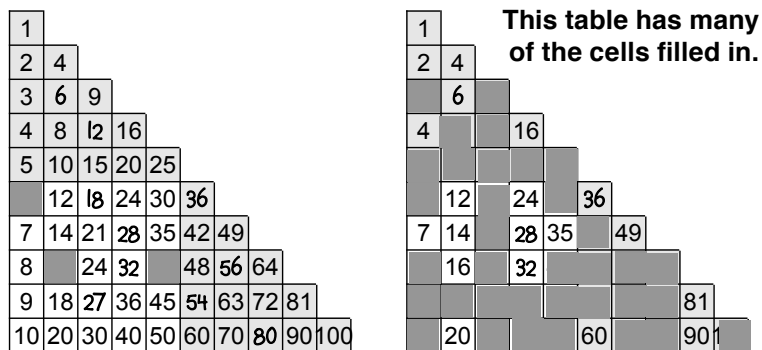 This table has many
of the cells filled in.
1
2 4
3 6 9
4 8 12 16
5 10 15 20 25
12 18 24 30 36
7 14 21 28 35 42 49
8 24 32 48 56 64
9 18 27 36 45 54 63 72 81
10 20 30 40 50 60 70 80 90 100
1
2 4
6
4 16
12 24 36
7 14 28 35 49
16 32
81
20 60 90 1